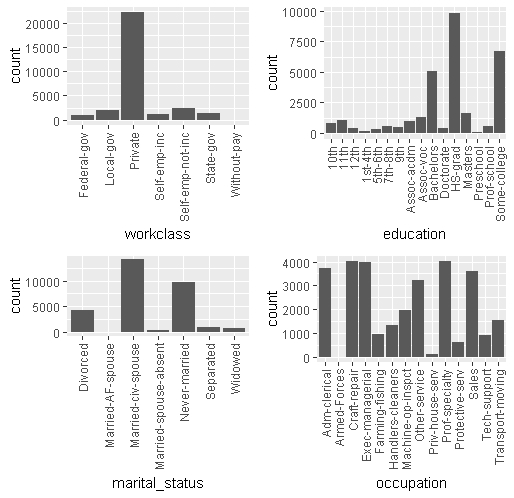 count
20000
15000
10000
5000
0
Federal-gov
Local-gov
Private
Self-emp-inc
Self-emp-not-inc
State-gov
Without-pay
workclass
count
10000
7500
5000
2500
0
10th
11th
12th
1st-4th
5th-6th
7th-8th
9th
Assoc-acdm
Assoc-voc
Bachelors
Doctorate
HS-grad
Masters
Preschool
Prof-school
Some-college
education
count
10000
5000
0
Divorced
Married-AF-spouse
Married-civ-spouse
Married-spouse-absent
Never-married
Separated
Widowed
marital_status
count
4000
3000
2000
1000
0
Adm-clerical
Armed-Forces
Craft-repair
Exec-managerial
Farming-fishing
Handlers-cleaners
Machine-op-inspct
Other-service
Priv-house-serv
Prof-specialty
Protective-serv
Sales
Tech-support
Transport-moving
occupation